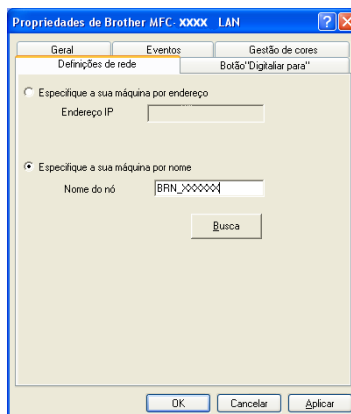 Propriedades de Brother MFC- XXXX LAN
Geral Eventos Gestão de cores
Definições de rede Botão"Digitaliar para"
Especifique a sua máquina por endereço
Endereço IP
Especifique a sua máquina por nome
Nome do nó BRN_XXXXXX
Busca
OK Cancelar Aplicar